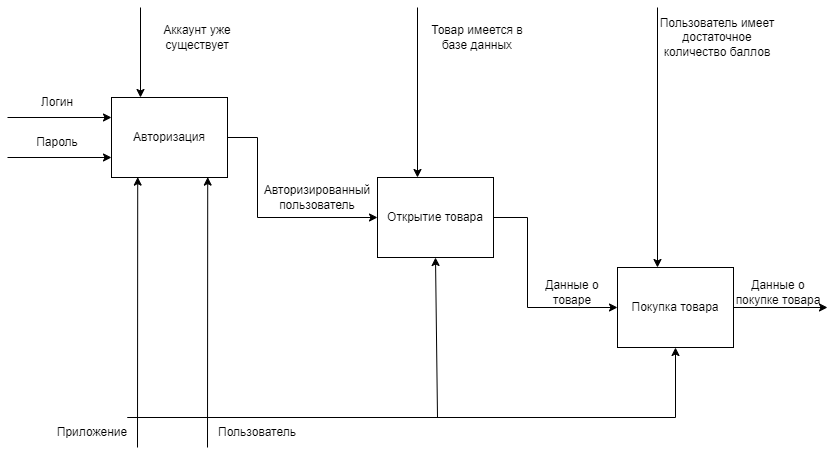 Аккаунт уже
существует
Товар имеется в
базе данных
Пользователь имеет
достаточное
количество баллов
Логин
Пароль
Авторизация
Авторизированный
пользователь
Открытие товара
Данные о
товаре
Покупка товара
Данные о
покупке товара
Приложение
Пользователь